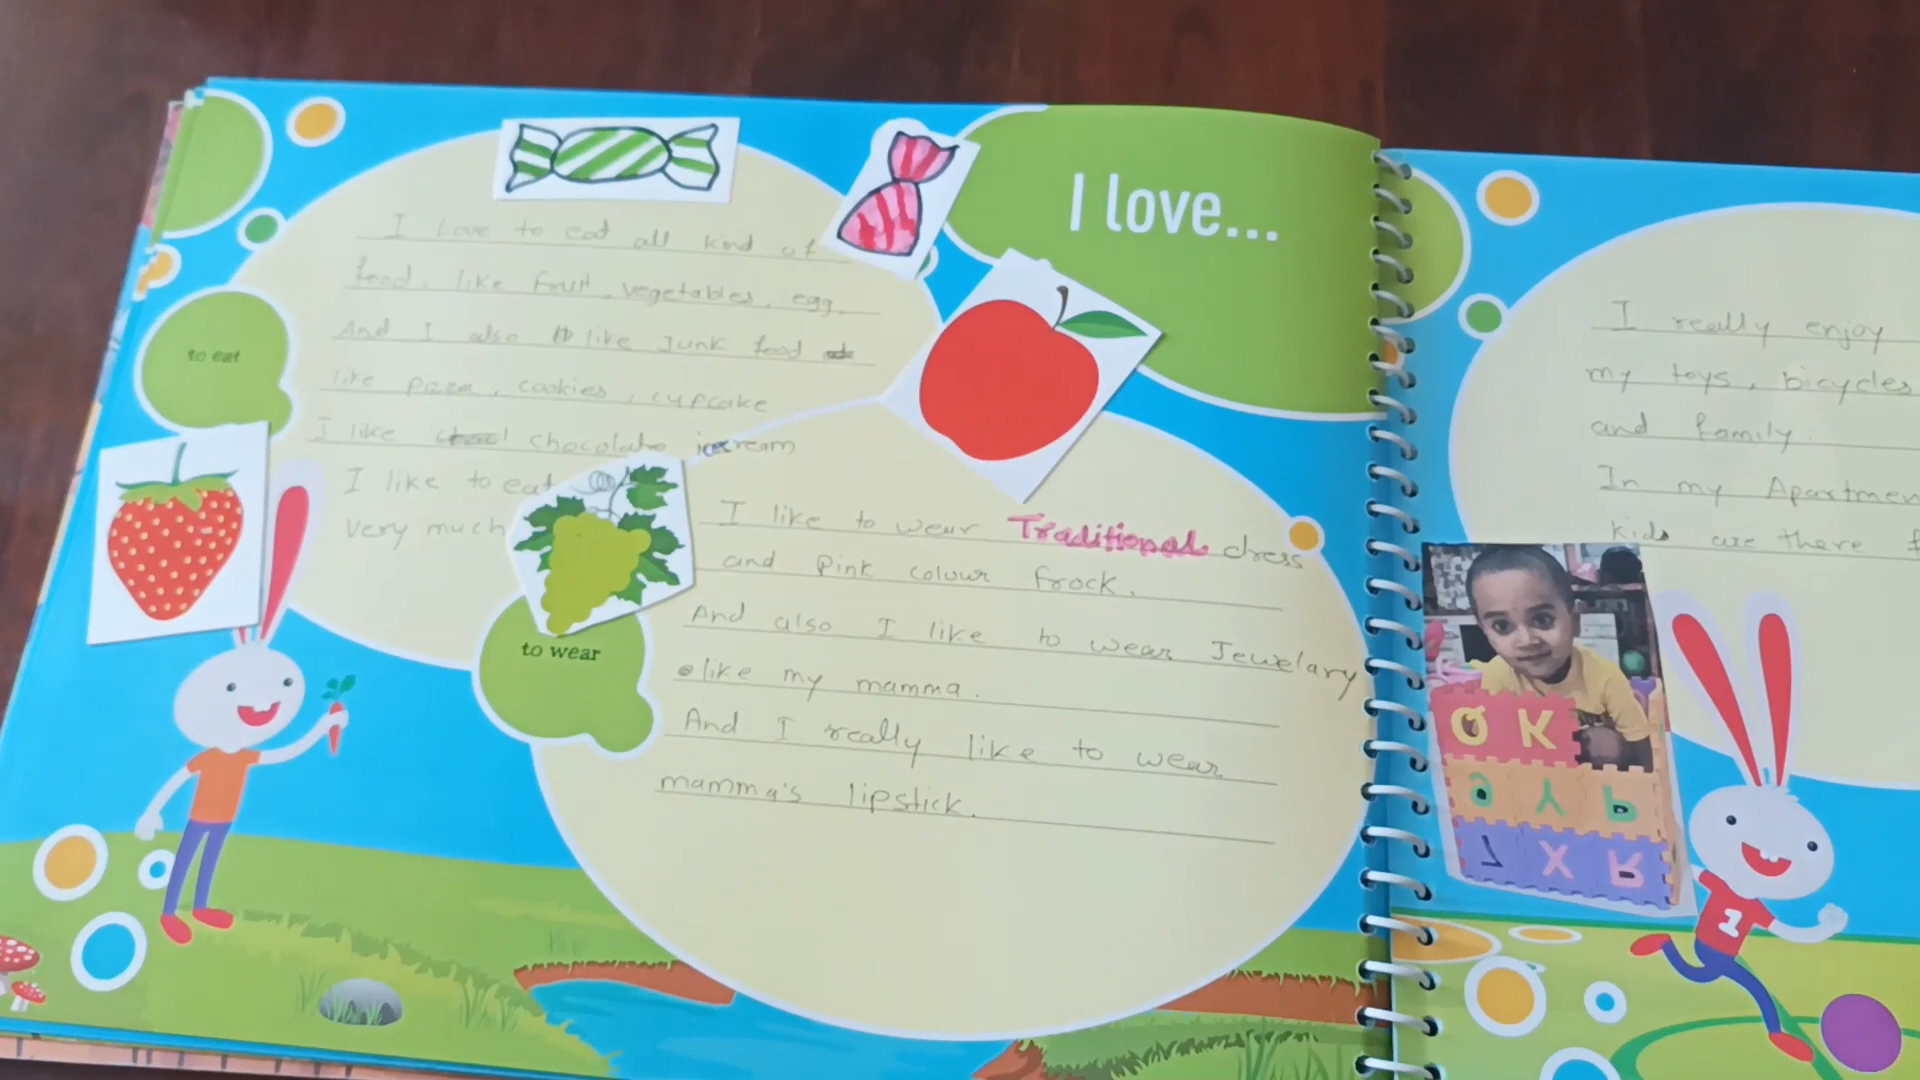 I love...
to eat
I Love to eat all kind of
food, like fruit, vegetables, egg,
And I also like Junk food
like pizza, cookies, cupcake
I like chocolate icecream
I like to eat
very much
to wear
I like to wear Traditional dress
and pink colour frock.
And also I like to wear Jewelary
like my mamma.
And I really like to wear
mamma's lipstick.
I really enjoy
my toys, bicycles
and family.
In my Apartmen
kids are there f
O K
G Y P
Z X R
1